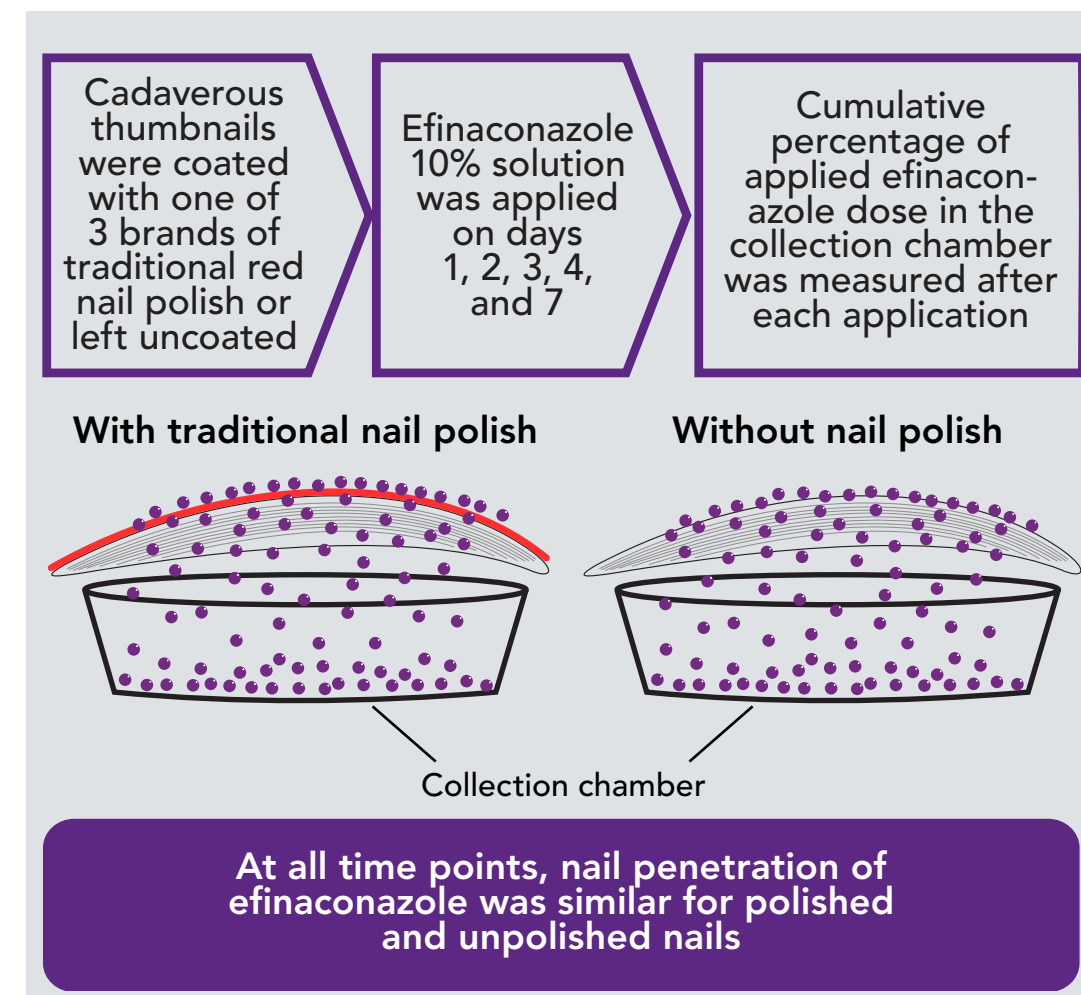 Cadaverous
thumbnails
were coated
with one of
3 brands of
traditional red
nail polish or
left uncoated
Efinaconazole
10% solution
was applied
on days
1, 2, 3, 4,
and 7
Cumulative
percentage of
applied efinacon-
azole dose in the
collection chamber
was measured after
each application
With traditional nail polish
Without nail polish
Collection chamber
At all time points, nail penetration of
efinaconazole was similar for polished
and unpolished nails